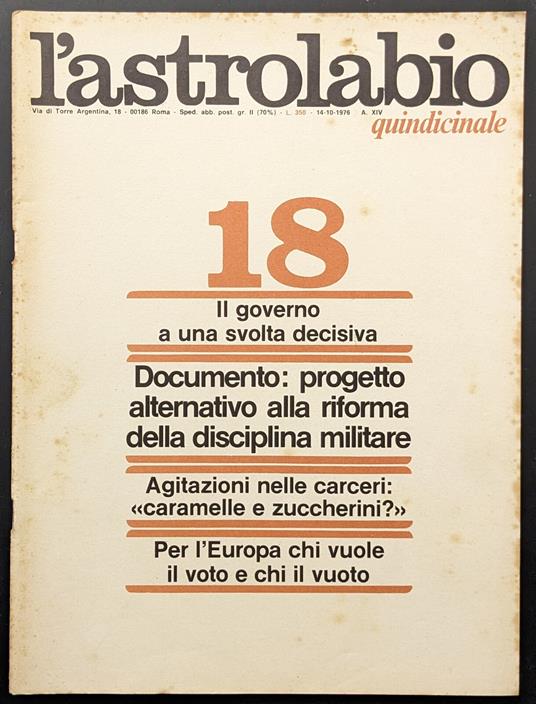 l'astrolabio
Via di Torre Argentina, 18 - 00186 Roma - Sped. abb. post. gr. II (70%) - L. 350 - 14-10-1976 A. XIV
quindicinale
18
Il governo
a una svolta decisiva
Documento: progetto
alternativo alla riforma
della disciplina militare
Agitazioni nelle carceri:
«caramelle e zuccherini?»
Per l'Europa chi vuole
il voto e chi il vuoto